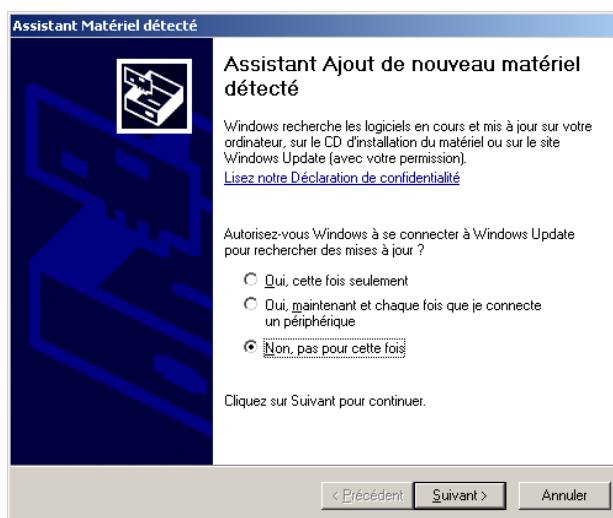 Assistant Matériel détecté
Assistant Ajout de nouveau matériel
détecté
Windows recherche les logiciels en cours et mis à jour sur votre
ordinateur, sur le CD d'installation du matériel ou sur le site
Windows Update (avec votre permission).
Lisez notre Déclaration de confidentialité
Autorisez-vous Windows à se connecter à Windows Update
pour rechercher des mises à jour ?
Oui, cette fois seulement
Oui, maintenant et chaque fois que je connecte
un périphérique
Non, pas pour cette fois
Cliquez sur Suivant pour continuer.
< Précédent Suivant > Annuler